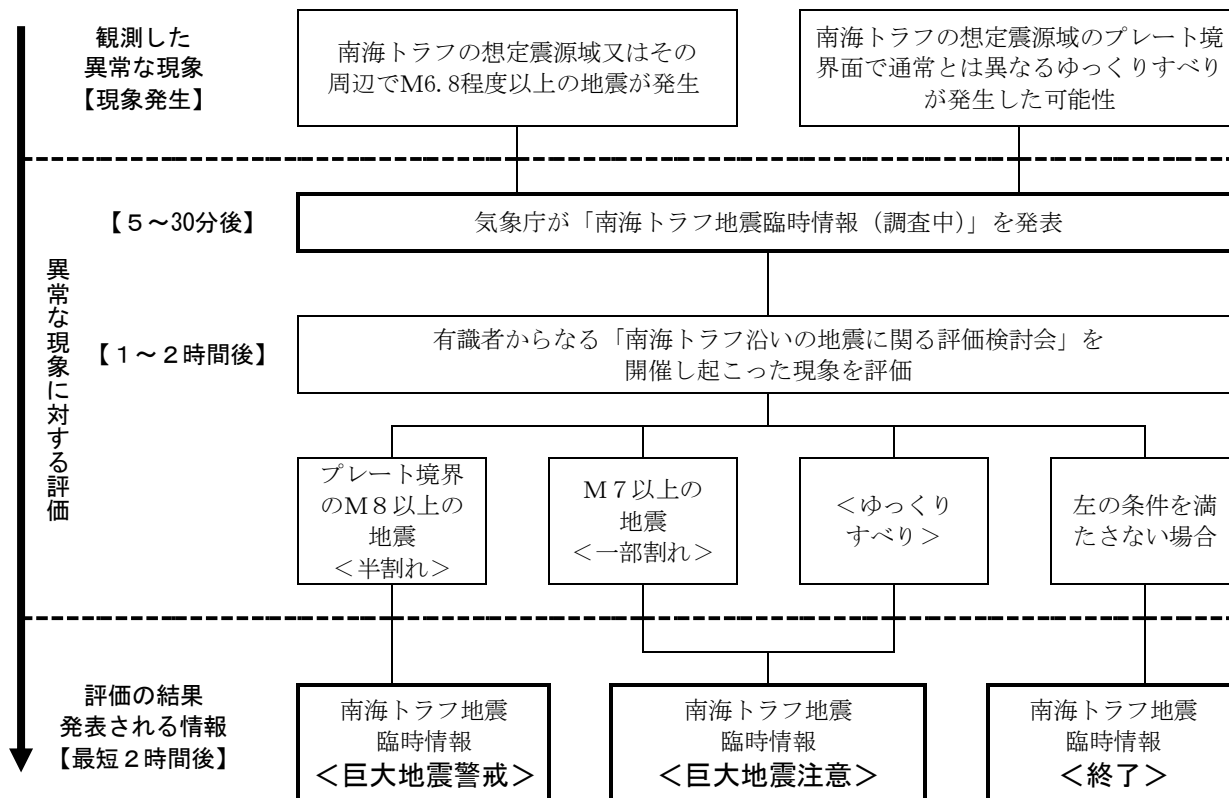 観測した
異常な現象
【現象発生】
南海トラフの想定震源域又はその
周辺でM6.8程度以上の地震が発生
南海トラフの想定震源域のプレート境
界面で通常とは異なるゆっくりすべり
が発生した可能性
【５～30分後】
気象庁が「南海トラフ地震臨時情報（調査中）」を発表
異常な現象に対する評価
【１～２時間後】
有識者からなる「南海トラフ沿いの地震に関る評価検討会」を
開催し起こった現象を評価
プレート境界
のＭ８以上の
地震
＜半割れ＞
Ｍ７以上の
地震
＜一部割れ＞
＜ゆっくり
すべり＞
左の条件を満
たさない場合
評価の結果
発表される情報
【最短２時間後】
南海トラフ地震
臨時情報
＜巨大地震警戒＞
南海トラフ地震
臨時情報
＜巨大地震注意＞
南海トラフ地震
臨時情報
＜終了＞